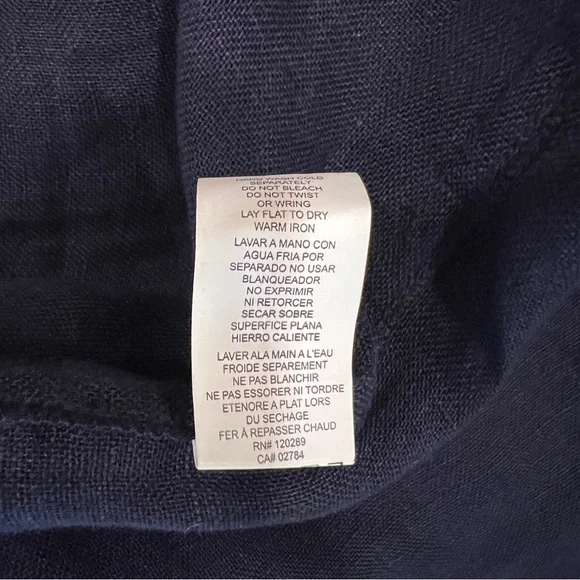 HAND WASH COLD
SEPARATELY
DO NOT BLEACH
DO NOT TWIST
OR WRING
LAY FLAT TO DRY
WARM IRON
LAVAR A MANO CON
AGUA FRIA POR
SEPARADO NO USAR
BLANQUEADOR
NO EXPRIMIR
NI RETORCER
SECAR SOBRE
SUPERFICE PLANA
HIERRO CALIENTE
LAVER ALA MAIN A L'EAU
FROIDE SEPAREMENT
NE PAS BLANCHIR
NE PAS ESSORER NI TORDRE
ETENORE A PLAT LORS
DU SECHAGE
FER À REPASSER CHAUD
RN# 120289
CA# 02784